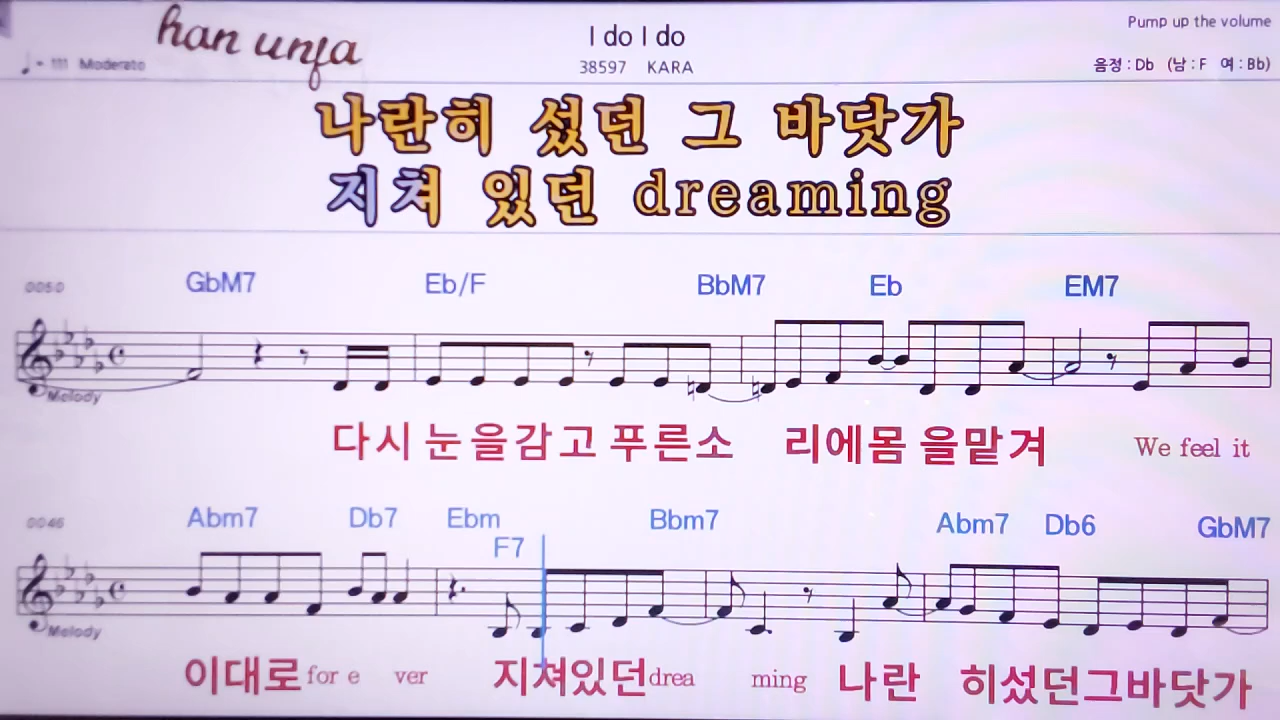 han unfa
I do I do
Pump up the volume
♩= 111 Moderato
38597 KARA
음정 : Db (남 : F 여 : Bb)
나란히 섰던 그 바닷가
지쳐 있던 dreaming
0050 GbM7 Eb/F BbM7 Eb EM7
Melody
다시 눈을감고 푸른소 리에몸 을맡겨 We feel it
0046 Abm7 Db7 Ebm Bbm7 Abm7 Db6 GbM7
F7
Melody
이대로 for e ver 지쳐있던 drea ming 나란 히섰던그바닷가